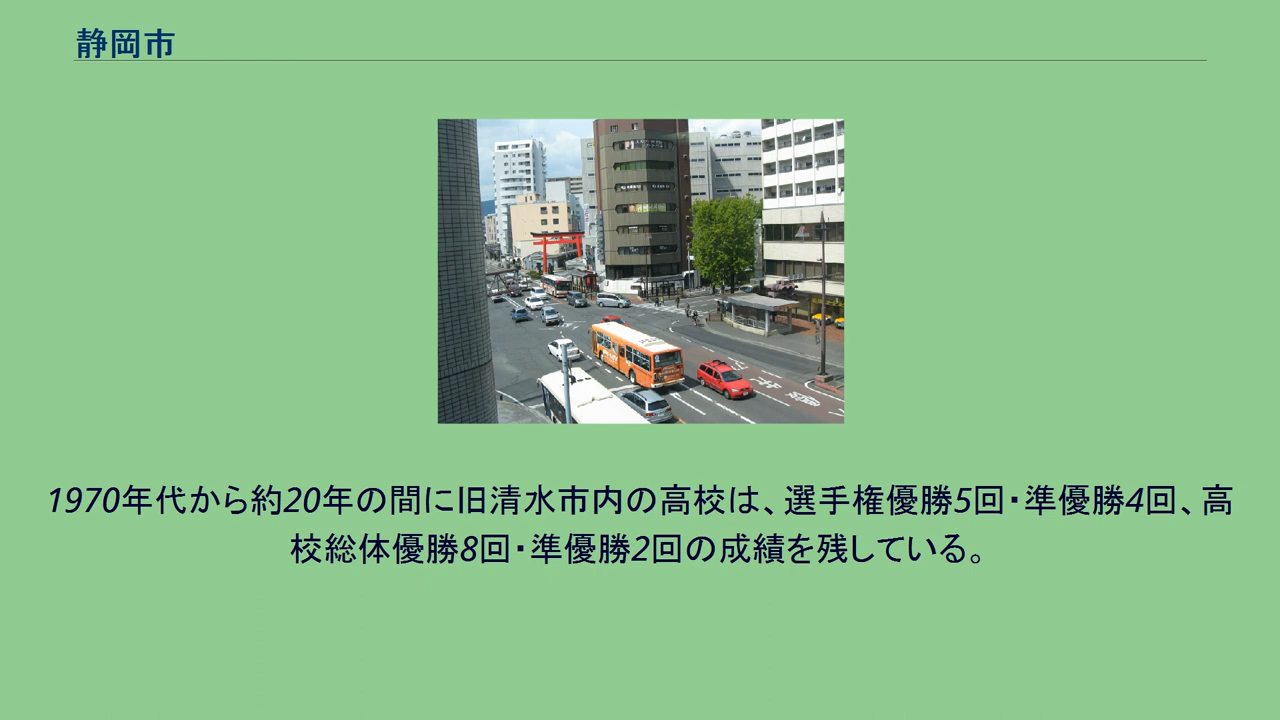 静岡市
1970年代から約20年の間に旧清水市内の高校は、選手権優勝5回・準優勝4回、高
校総体優勝8回・準優勝2回の成績を残している。